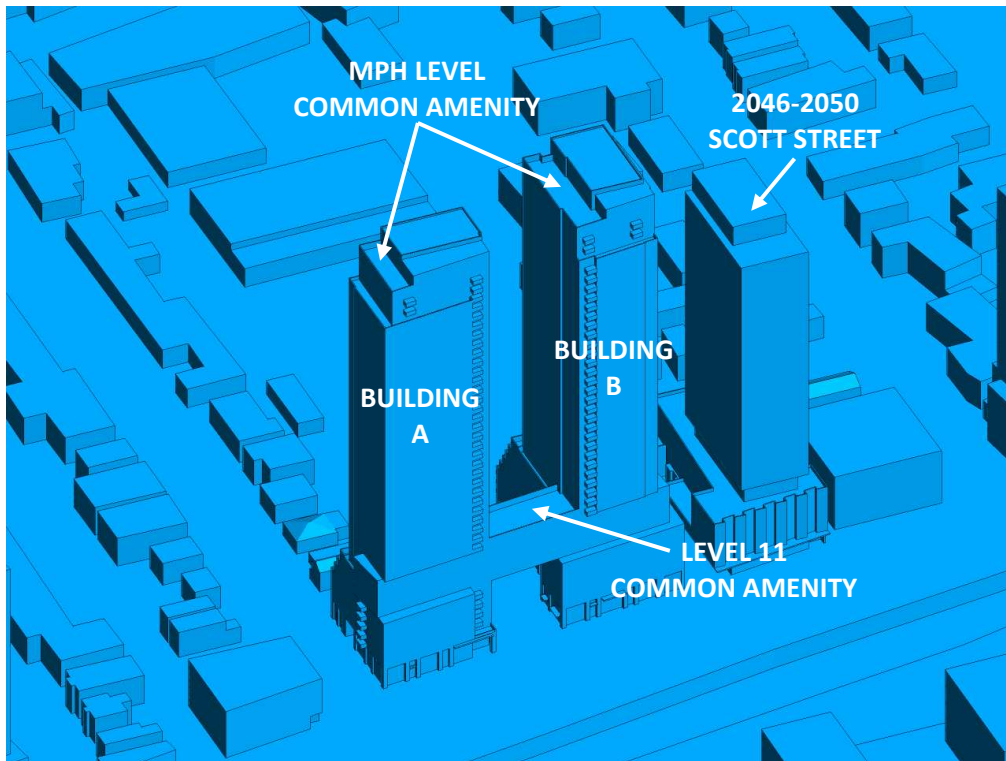 MPH LEVEL
COMMON AMENITY
2046-2050
SCOTT STREET
BUILDING
B
BUILDING
A
LEVEL 11
COMMON AMENITY